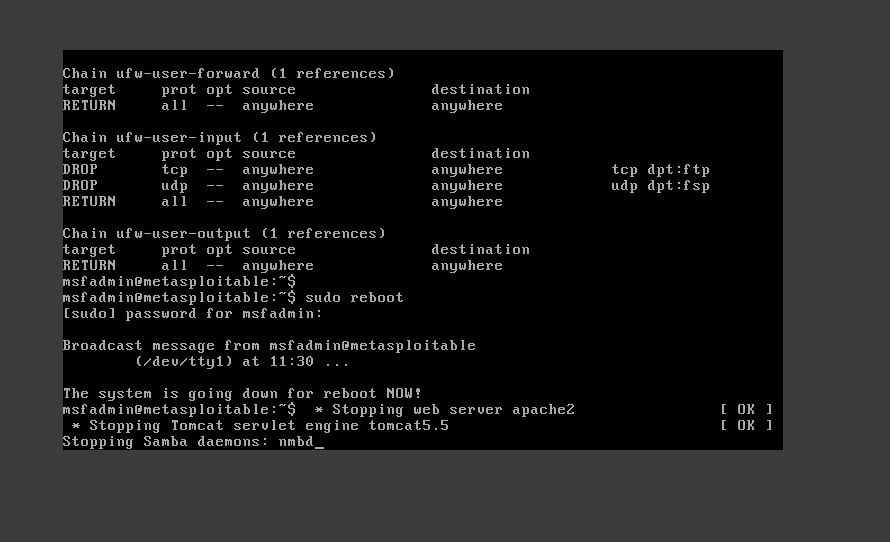 Chain ufw-user-forward (1 references)
target     prot opt source               destination
RETURN     all  --  anywhere             anywhere
Chain ufw-user-input (1 references)
target     prot opt source               destination
DROP       tcp  --  anywhere             anywhere            tcp dpt:ftp
DROP       udp  --  anywhere             anywhere            udp dpt:fsp
RETURN     all  --  anywhere             anywhere
Chain ufw-user-output (1 references)
target     prot opt source               destination
RETURN     all  --  anywhere             anywhere
msfadmin@metasploitable:~$
msfadmin@metasploitable:~$ sudo reboot
[sudo] password for msfadmin:
Broadcast message from msfadmin@metasploitable
        (/dev/tty1) at 11:30 ...
The system is going down for reboot NOW!
msfadmin@metasploitable:~$  * Stopping web server apache2                [ OK ]
 * Stopping Tomcat servlet engine tomcat5.5                              [ OK ]
Stopping Samba daemons: nmbd_